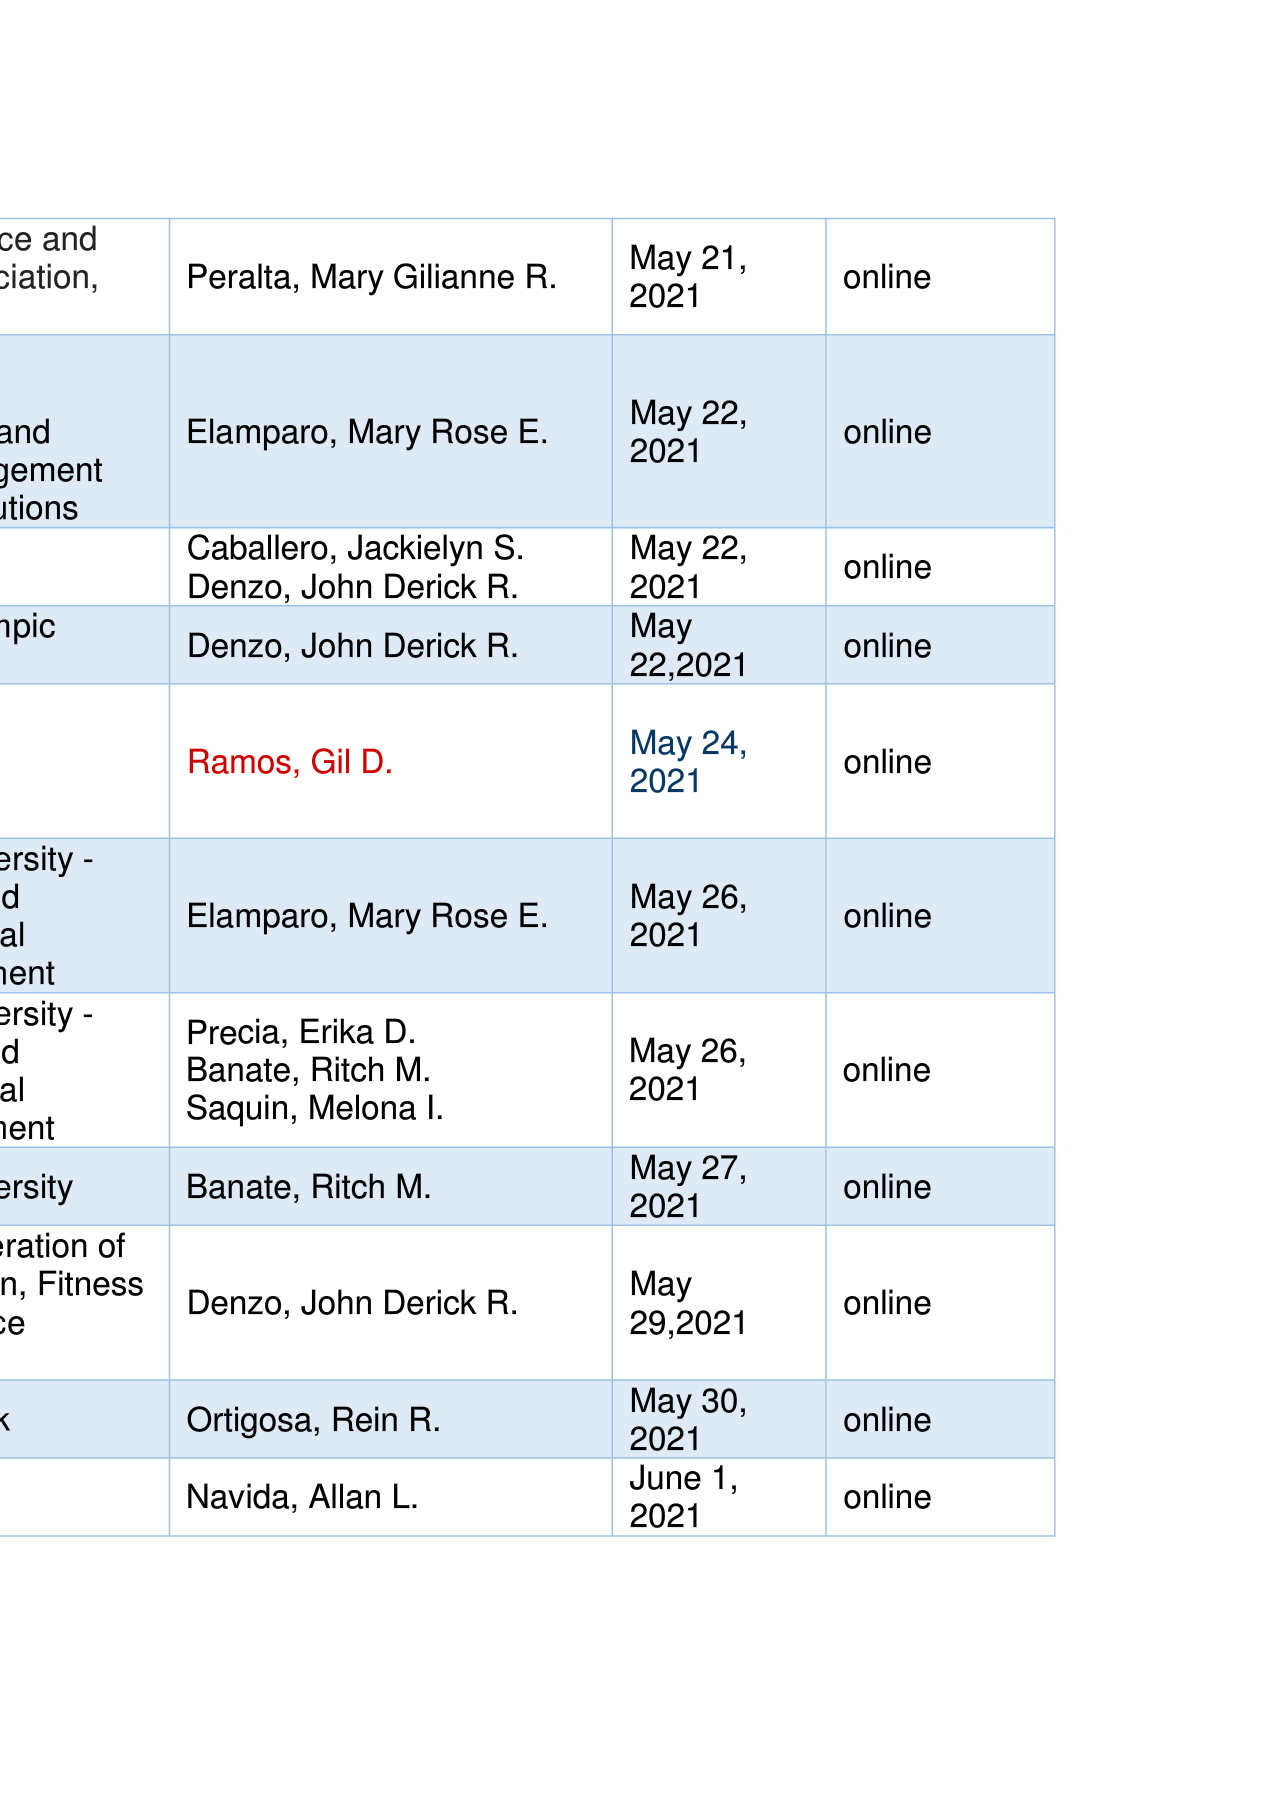 ce and
ciation,
Peralta, Mary Gilianne R.
May 21,
2021
online
and
gement
utions
Elamparo, Mary Rose E.
May 22,
2021
online
Caballero, Jackielyn S.
Denzo, John Derick R.
May 22,
2021
online
mpic
Denzo, John Derick R.
May
22,2021
online
Ramos, Gil D.
May 24,
2021
online
ersity -
d
al
ment
Elamparo, Mary Rose E.
May 26,
2021
online
ersity -
d
al
ment
Precia, Erika D.
Banate, Ritch M.
Saquin, Melona I.
May 26,
2021
online
ersity
Banate, Ritch M.
May 27,
2021
online
eration of
n, Fitness
ce
Denzo, John Derick R.
May
29,2021
online
k
Ortigosa, Rein R.
May 30,
2021
online
Navida, Allan L.
June 1,
2021
online